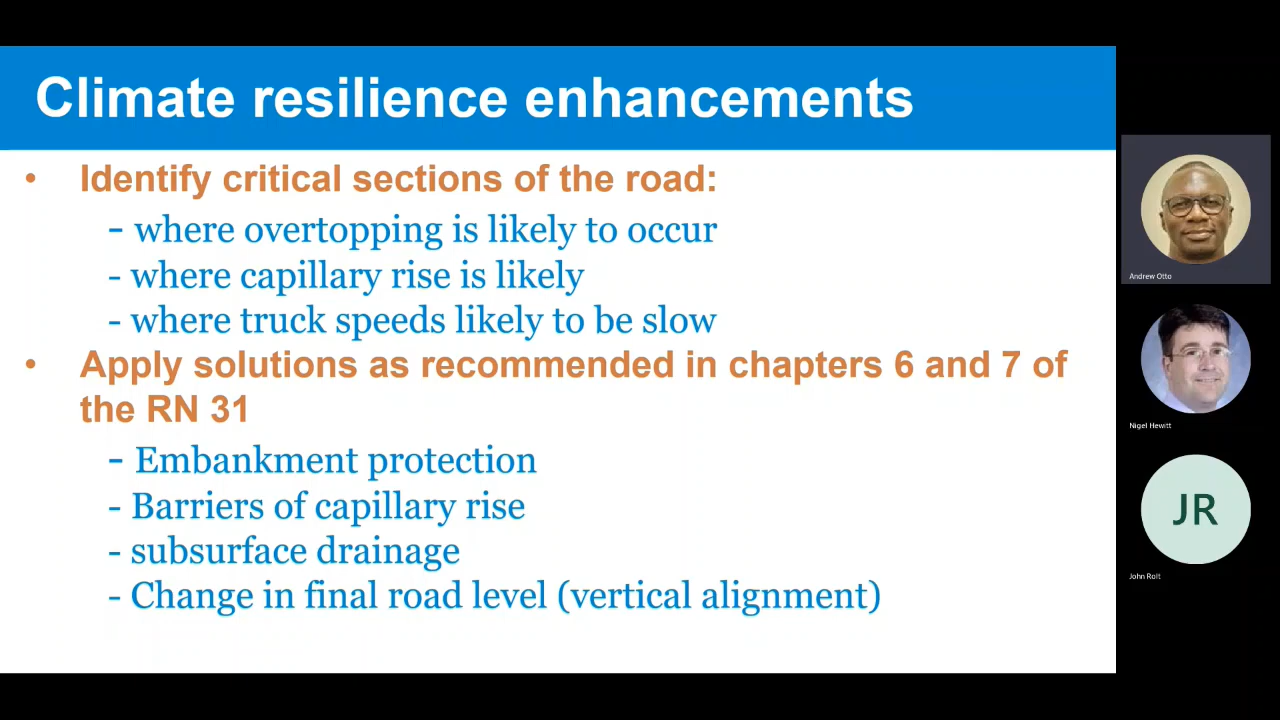 Climate resilience enhancements
• Identify critical sections of the road:
- where overtopping is likely to occur
- where capillary rise is likely
- where truck speeds likely to be slow
• Apply solutions as recommended in chapters 6 and 7 of
the RN 31
- Embankment protection
- Barriers of capillary rise
- subsurface drainage
- Change in final road level (vertical alignment)
Andrew Otto
Nigel Hewitt
JR
John Rolt